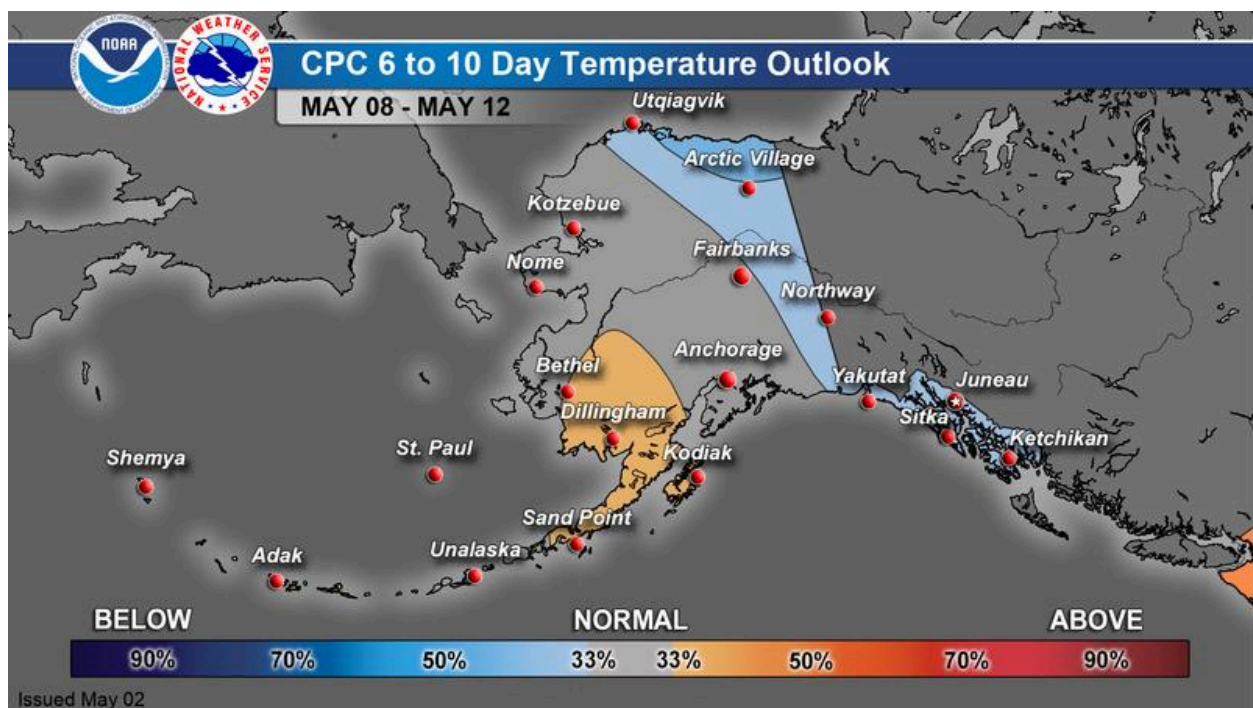 NOAA
NATIONAL WEATHER SERVICE
CPC 6 to 10 Day Temperature Outlook
MAY 08 - MAY 12
Utqiagvik
Arctic Village
Kotzebue
Fairbanks
Nome
Northway
Anchorage
Bethel
Yakutat
Juneau
Dillingham
Sitka
Ketchikan
St. Paul
Kodiak
Shemya
Sand Point
Unalaska
Adak
BELOW NORMAL ABOVE
90% 70% 50% 33% 33% 50% 70% 90%
Issued May 02